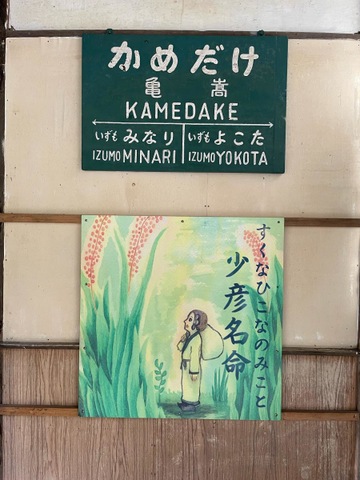 かめだけ
亀嵩
KAMEDAKE
いずもみなり いずもよこた
IZUMO MINARI IZUMO YOKOTA
すくなひこなのみこと
少彦名命